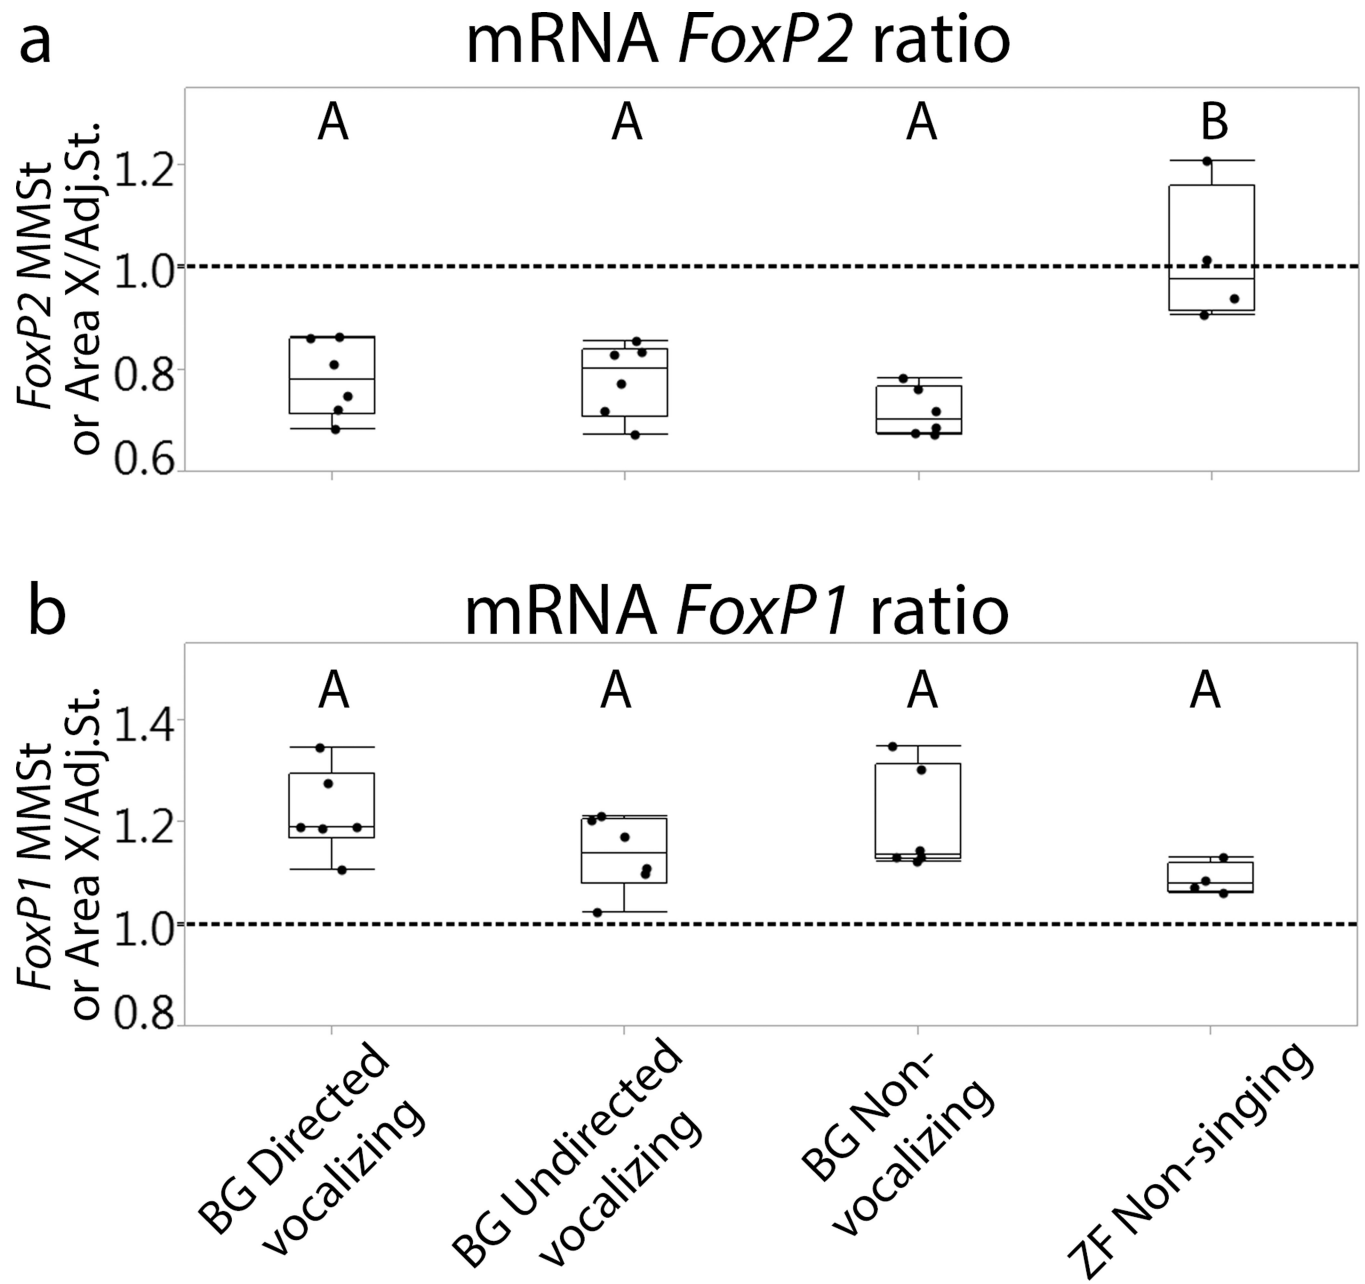 a
mRNA FoxP2 ratio
FoxP2 MMSt
or Area X/Adj.St.
A A A B
1.2
1.0
0.8
0.6
b
mRNA FoxP1 ratio
FoxP1 MMSt
or Area X/Adj.St.
A A A A
1.4
1.2
1.0
0.8
BG Directed
vocalizing
BG Undirected
vocalizing
BG Non-
vocalizing
ZF Non-singing